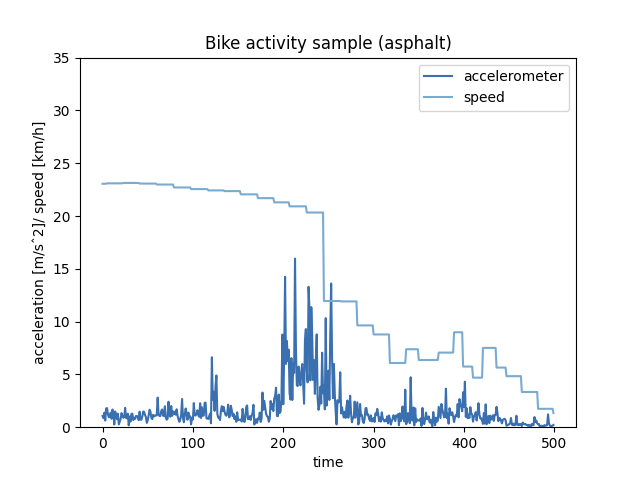 Bike activity sample (asphalt)
accelerometer
speed
acceleration [m/sˆ2]/ speed [km/h]
35
30
25
20
15
10
5
0
0 100 200 300 400 500
time